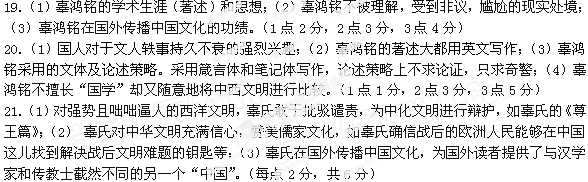 19.（1）辜鸿铭的学术生涯（著述）和思想；（2）辜鸿铭不被理解，受到非议，尴尬的现实处境；
（3）辜鸿铭在国外传播中国文化的功绩。（1点2分，2点3分，3点4分）
20.（1）国人对于文人轶事持久不衰的强烈兴趣；（2）辜鸿铭的著述大都用英文写作；（3）辜
鸿铭采用的文体及论述策略。采用箴言体和笔记体写作，论述策略上不求论证，只求奇警；（4）辜
鸿铭不擅长“国学”却又随意地将中西文明进行比较。（1点1分，2点3分，3点5分）
21.（1）对强势且咄咄逼人的西洋文明，辜氏敢于批驳谴责，为中化文明进行辩护，如辜氏的《尊
王篇》；（2） 辜氏对中华文明充满信心，赞美儒家文化，如辜氏确信战后的欧洲人民能够在中国
这儿找到解决战后文明难题的钥匙等；（3）辜氏在国外传播中国文化，为国外读者提供了与汉学
家和传教士截然不同的另一个“中国”。（每点2分，共6分）